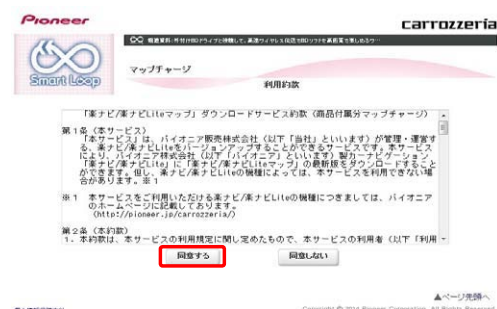 Pioneer
carrozzeria
Smart Loop
マップチャージ
利用約款
「楽ナビ/楽ナビLiteマップ」ダウンロードサービス約款(商品付属分マップチャージ)
第1条(本サービス)
「本サービス」は、パイオニア販売株式会社(以下「当社」といいます)が管理・運営す
る、楽ナビ/楽ナビLiteをバージョンアップすることができるサービスです。本サービス
により、パイオニア株式会社(以下「パイオニア」といいます)製カーナビゲーション
「楽ナビ/楽ナビLite」に「楽ナビ/楽ナビLiteマップ」の最新版をダウンロードすること
ができます。但し、楽ナビ/楽ナビLiteの機種によっては、本サービスを利用できない場
合があります。※1
※1 本サービスをご利用いただける楽ナビ/楽ナビLiteの機種につきましては、パイオニア
のホームページに記載しております。
(http://pioneer.jp/carrozzeria/)
第2条(本約款)
1. 本約款は、本サービスの利用規定に関し定めたもので、本サービスの利用者(以下「利用
同意する
同意しない
▲ページ先頭へ
Copyright © 2014 Pioneer Corporation. All Rights Reserved.